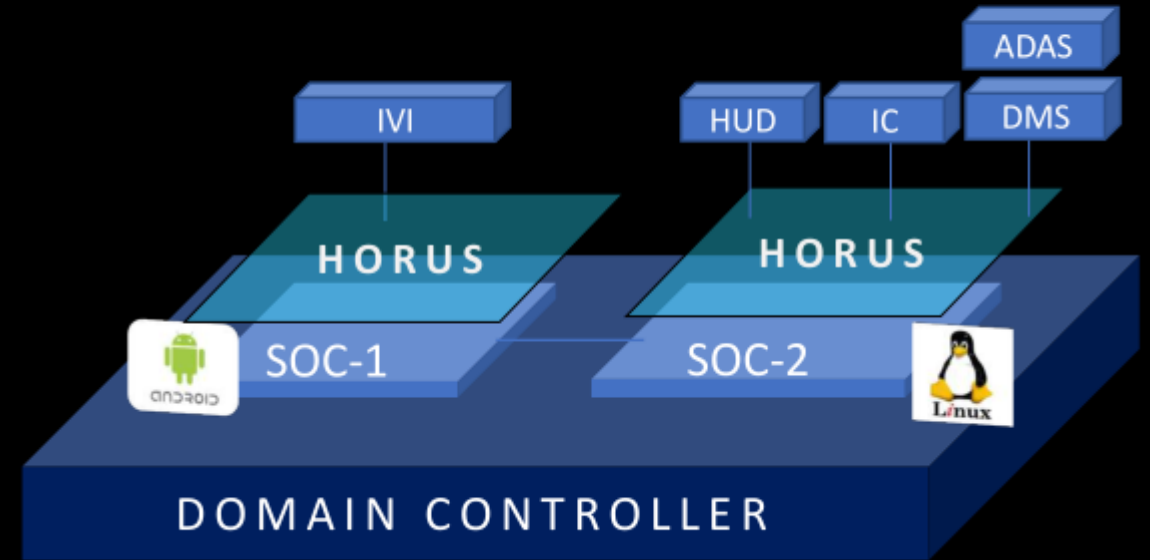 ADAS
IVI
HUD
IC
DMS
HORUS
HORUS
SOC-1
SOC-2
ANDROID
Linux
DOMAIN CONTROLLER